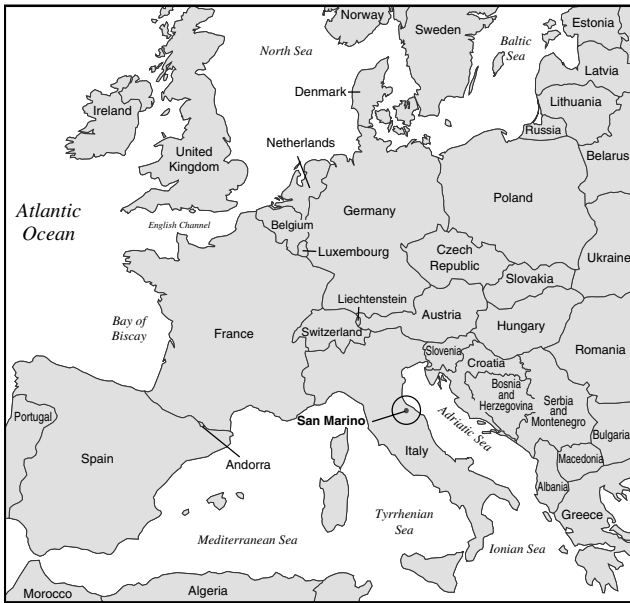 Norway
Sweden
Estonia
North Sea
Baltic
Sea
Latvia
Denmark
Lithuania
Ireland
Russia
Netherlands
Belarus
United
Kingdom
Poland
Atlantic
Ocean
Germany
English Channel
Belgium
Luxembourg
Czech
Republic
Ukraine
Slovakia
Liechtenstein
Bay of
Biscay
Austria
France
Switzerland
Hungary
Slovenia
Romania
Croatia
Bosnia
and
Herzegovina
Serbia
and
Montenegro
Portugal
San Marino
Adriatic Sea
Bulgaria
Spain
Andorra
Italy
Macedonia
Albania
Tyrrhenian
Sea
Greece
Mediterranean Sea
Ionian Sea
Morocco
Algeria